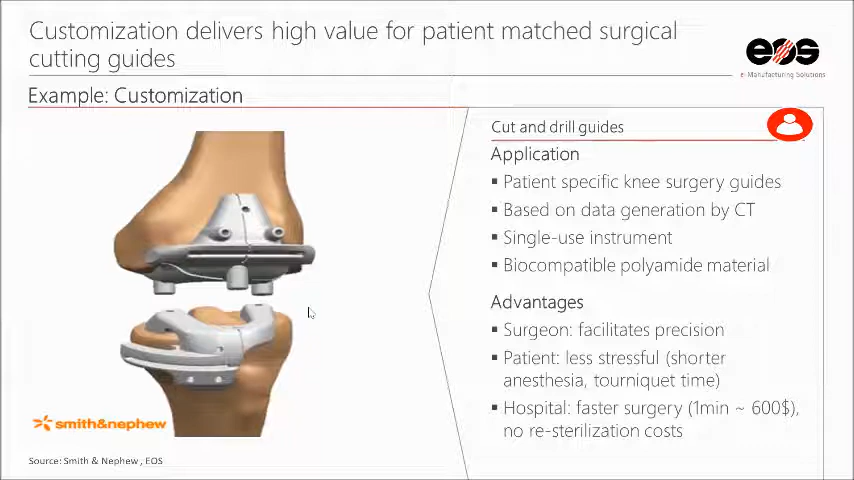 Customization delivers high value for patient matched surgical
cutting guides
eos
e-Manufacturing Solutions
Example: Customization
Cut and drill guides
Application
▪ Patient specific knee surgery guides
▪ Based on data generation by CT
▪ Single-use instrument
▪ Biocompatible polyamide material
Advantages
▪ Surgeon: facilitates precision
▪ Patient: less stressful (shorter
anesthesia, tourniquet time)
▪ Hospital: faster surgery (1min ~ 600$),
no re-sterilization costs
smith&nephew
Source: Smith & Nephew , EOS